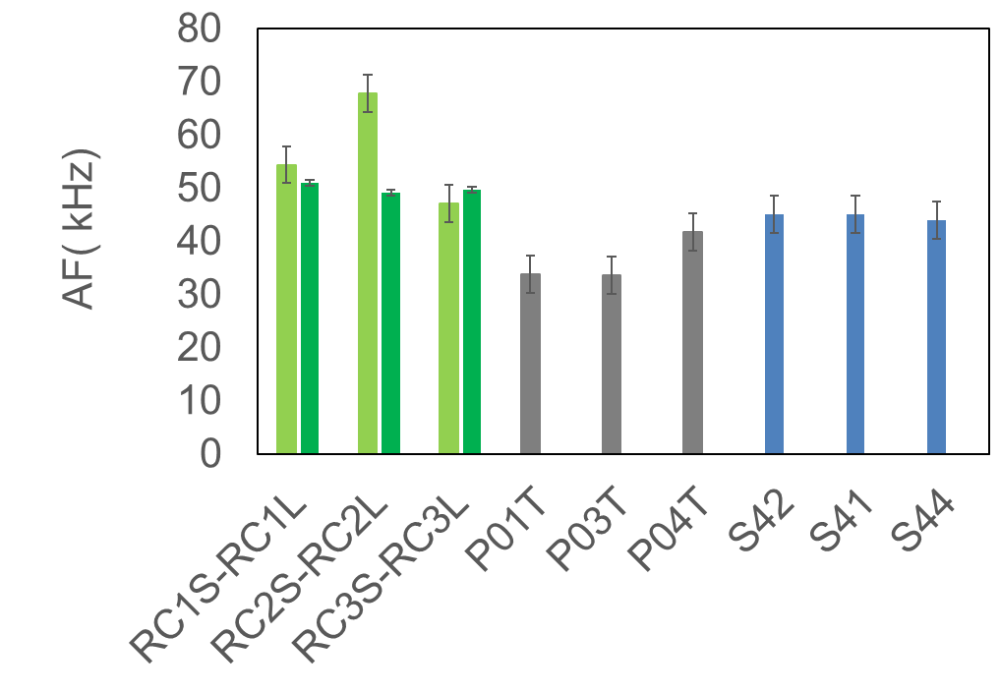 80
70
60
50
40
30
20
10
0
AF( kHz)
RC1S-RC1L
RC2S-RC2L
RC3S-RC3L
P01T
P03T
P04T
S42
S41
S44